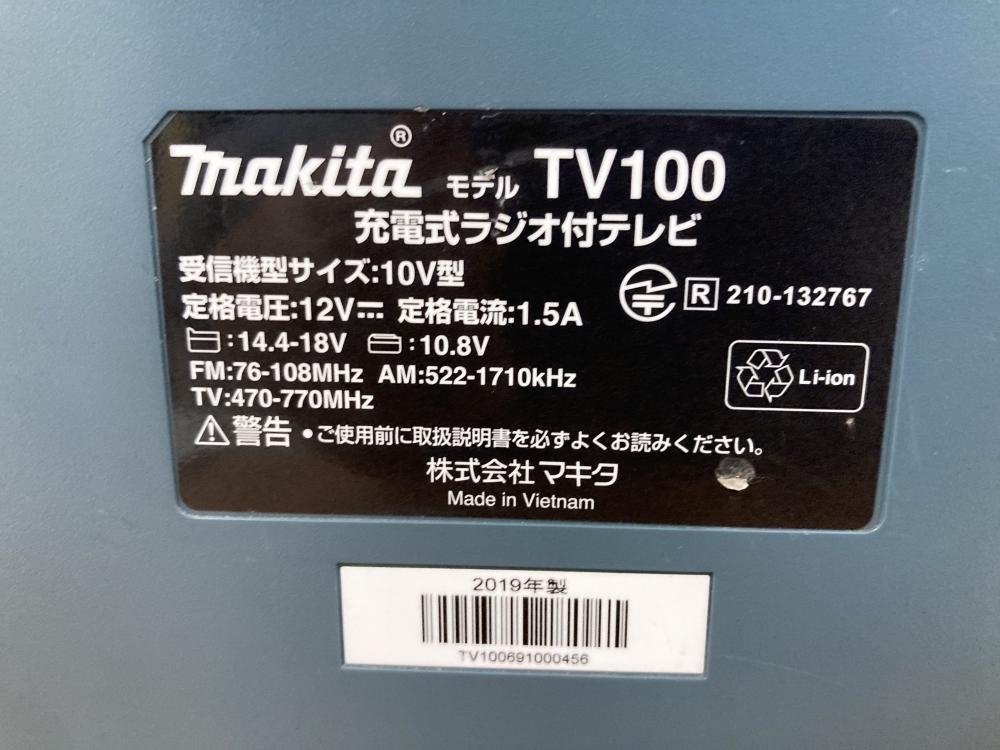 makita® モデル TV100
充電式ラジオ付テレビ
受信機型サイズ:10V型
定格電圧:12V⎓ 定格電流:1.5A
R 210-132767
:14.4-18V :10.8V
FM:76-108MHz AM:522-1710kHz
TV:470-770MHz
Li-ion
⚠警告 •ご使用前に取扱説明書を必ずよくお読みください。
株式会社 マキタ
Made in Vietnam
2019年製
TV100691000456